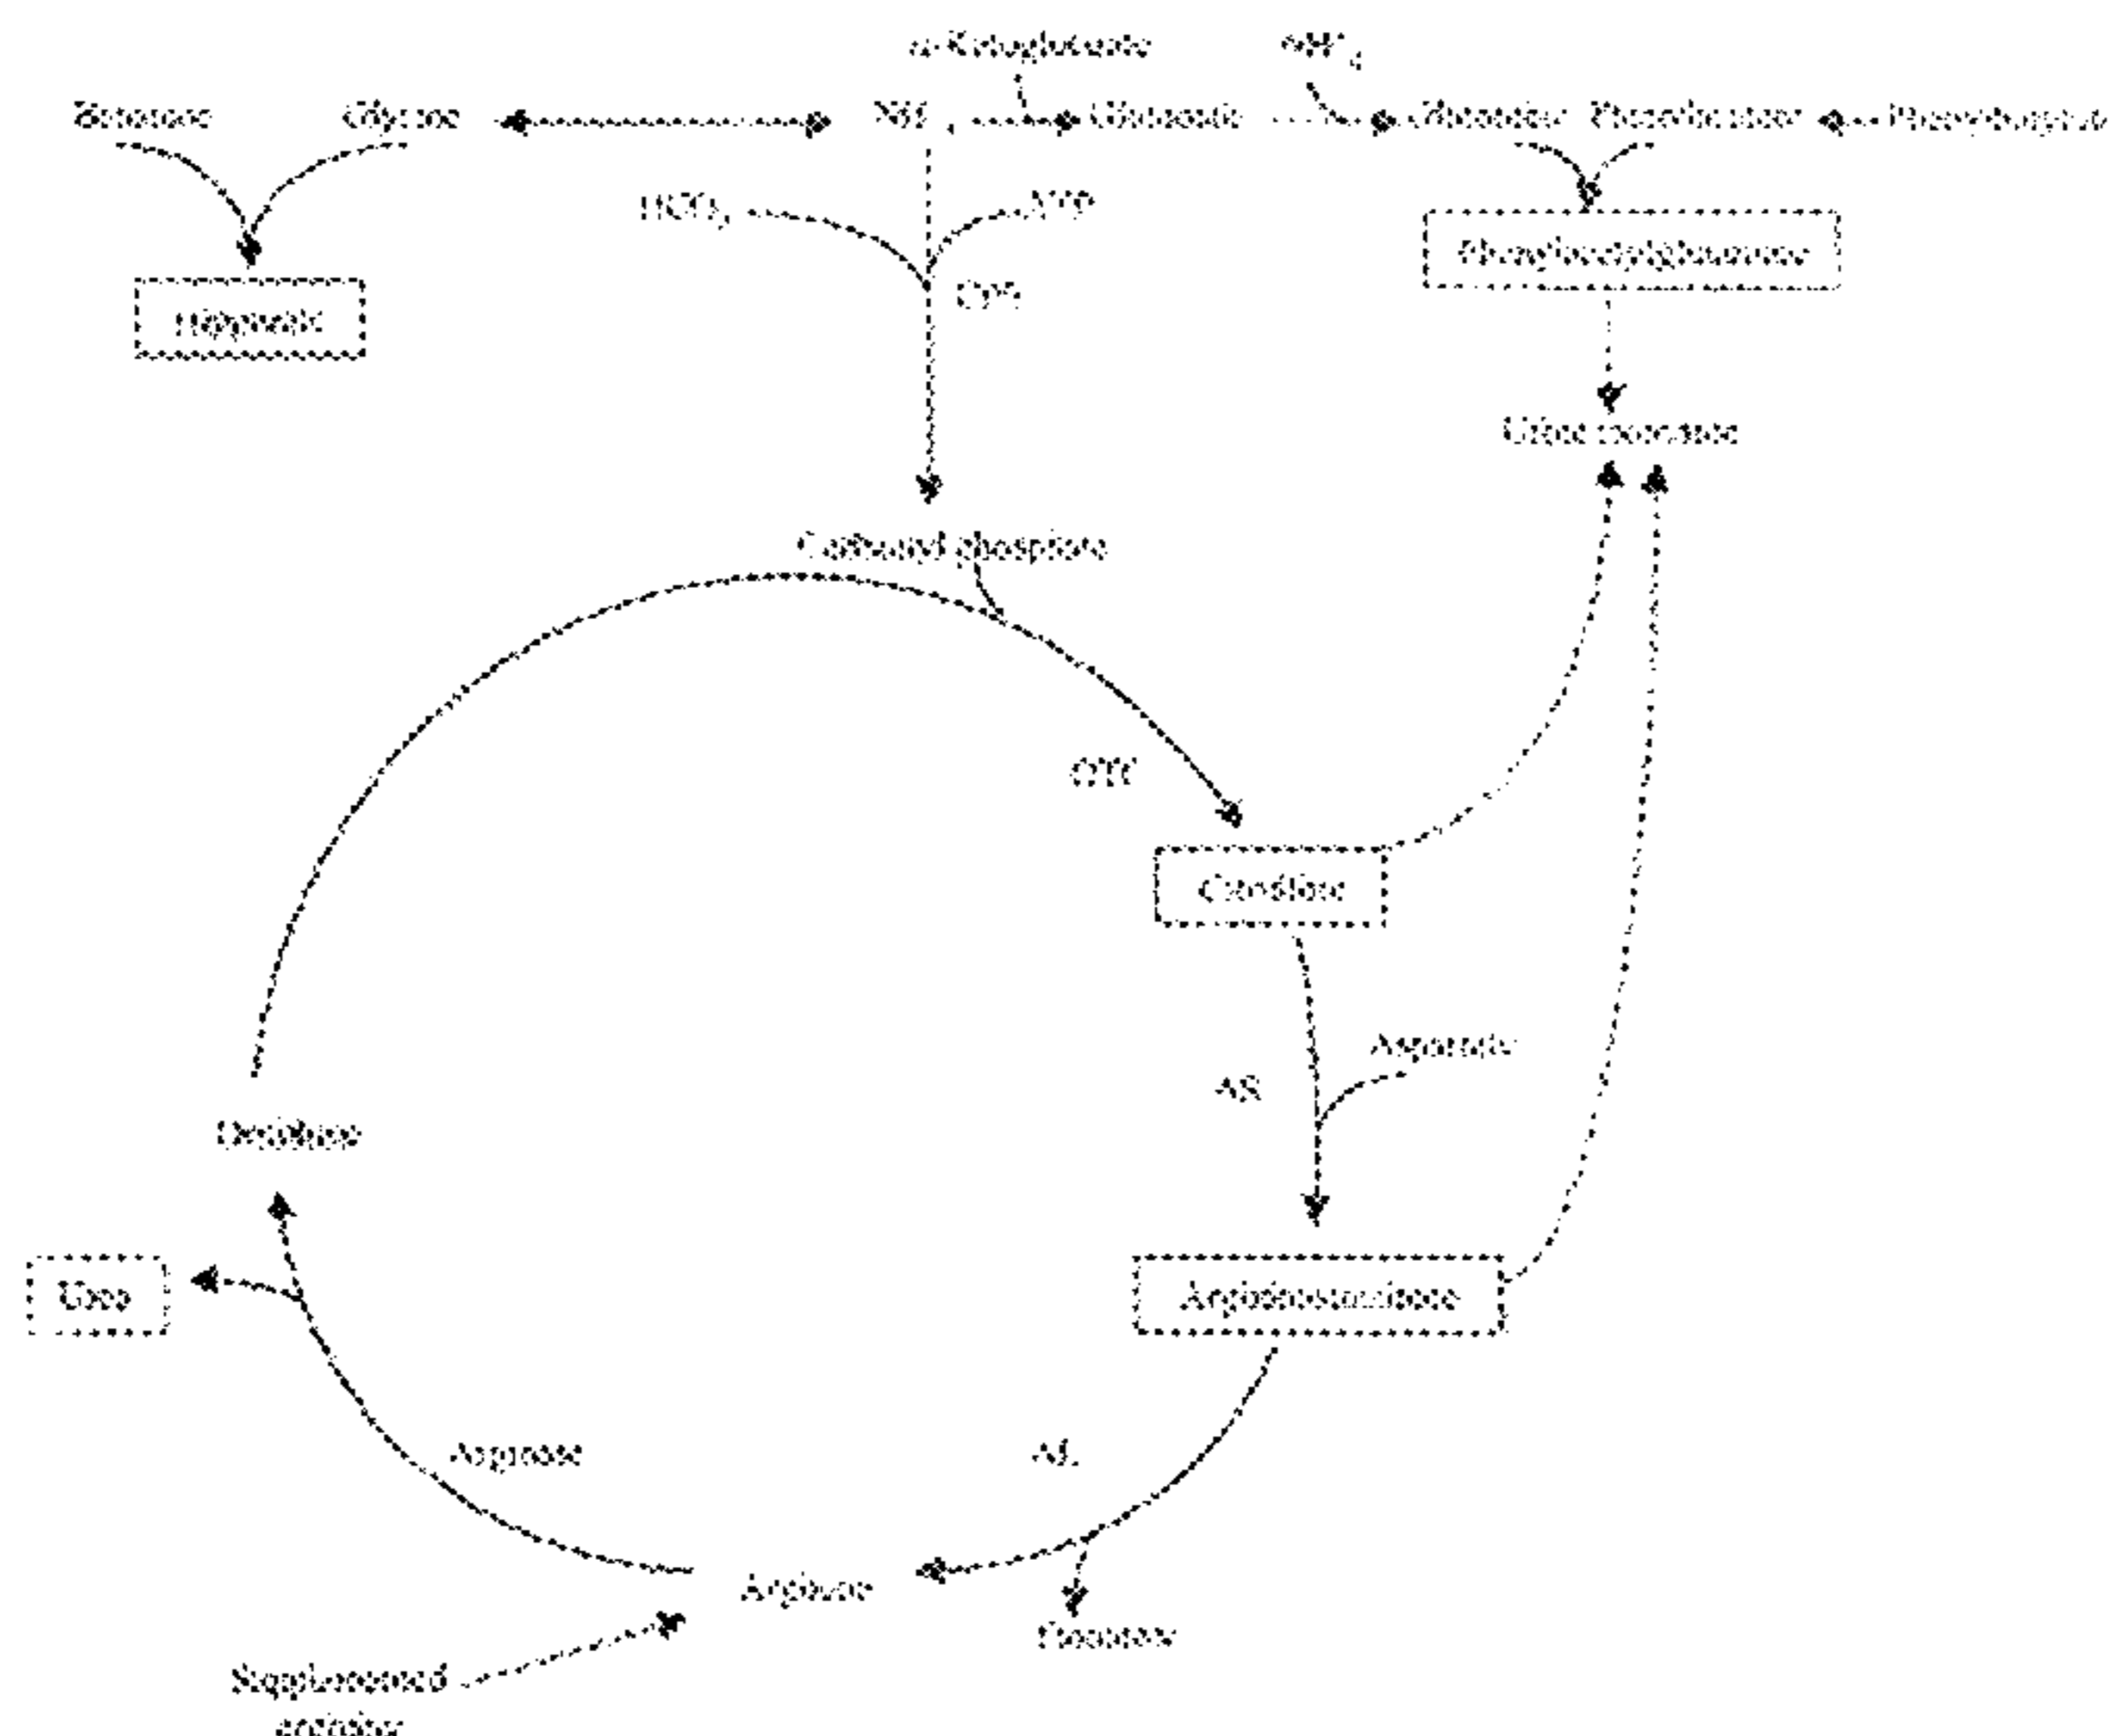 α-Ketoglutarate
NH4
Benzoate Glycine NH4 Glutamate Glutamine Phenylacetate
HCO3 ATP
Phenylacetylglutamine
CPS
Hippurate
Urine excretion
Carbamyl phosphate
OTC
Citrulline
Aspartate
AS
Ornithine
Urea Argininosuccinate
Arginase AL
Arginine
Fumarate
Supplemental
arginine